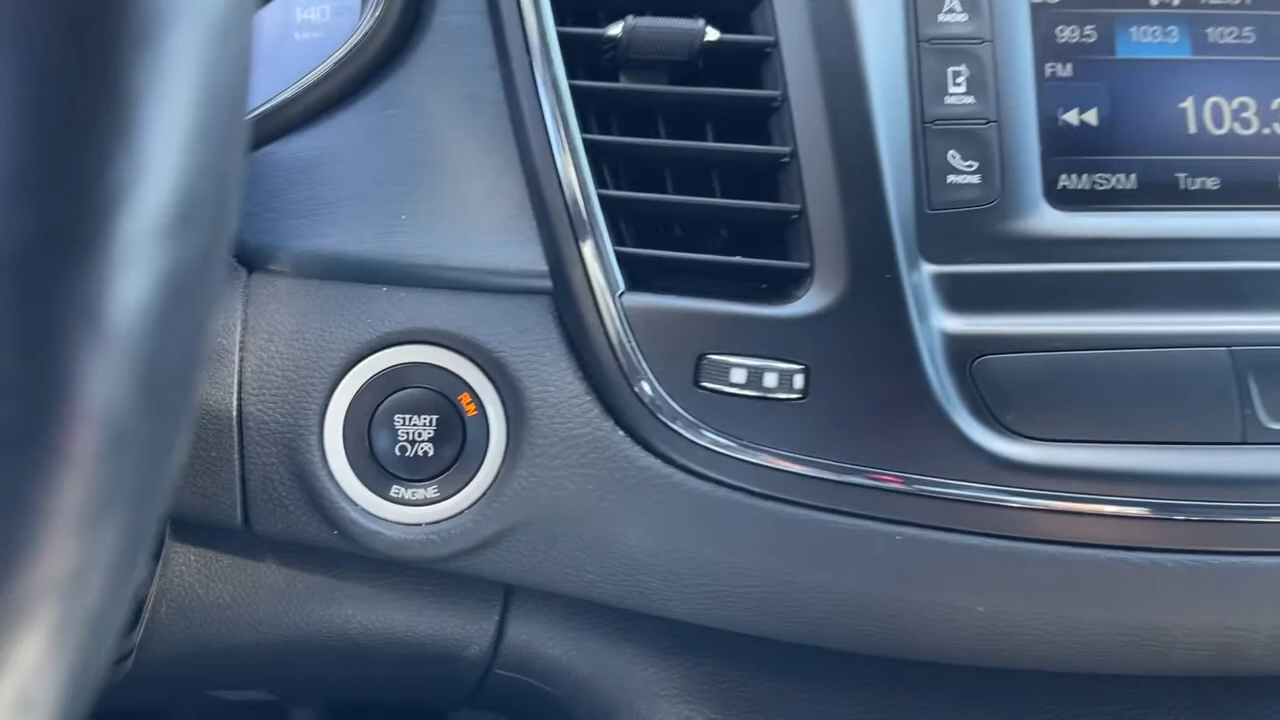 140
RADIO
99.5 103.3 102.5
FM
MEDIA
103.3
PHONE
AM/SXM Tune
RUN
START
STOP
ENGINE